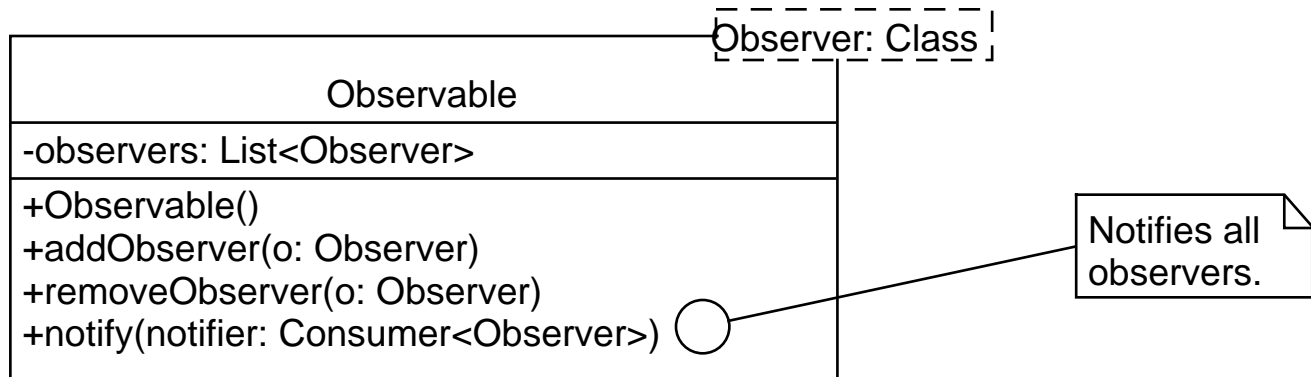 Observer: Class
Observable
-observers: List<Observer>
+Observable()
+addObserver(o: Observer)
+removeObserver(o: Observer)
+notify(notifier: Consumer<Observer>)
Notifies all
observers.